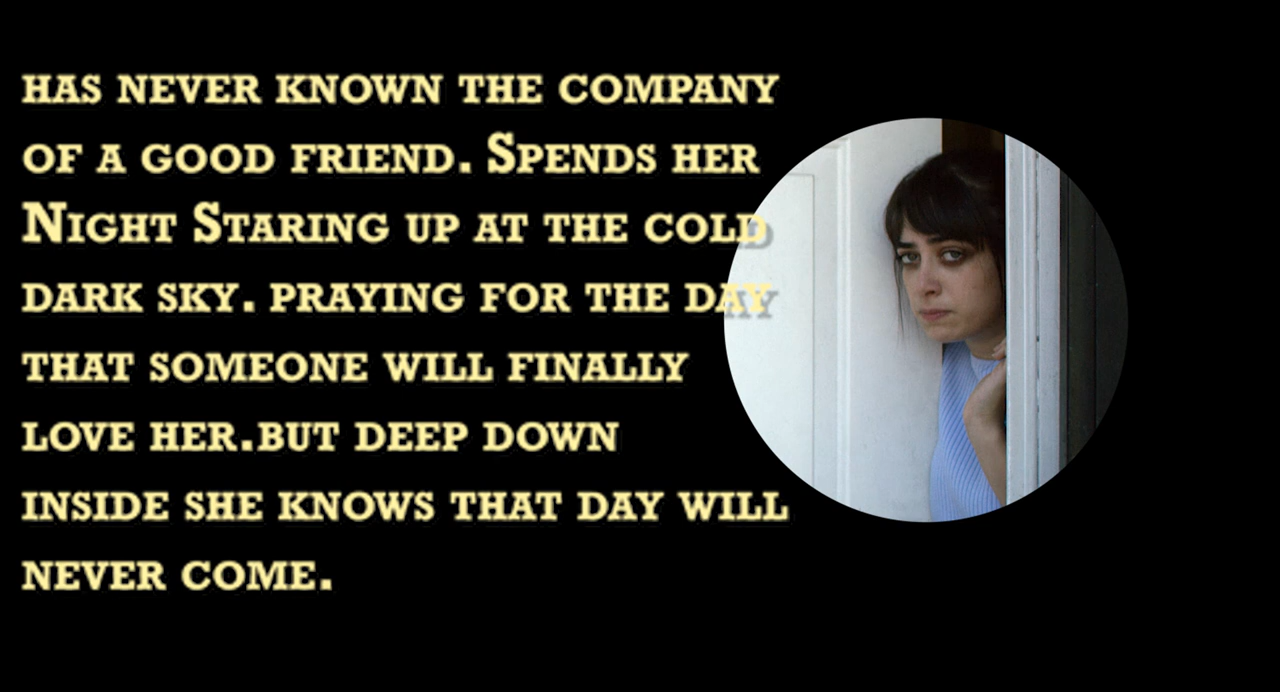 HAS NEVER KNOWN THE COMPANY
OF A GOOD FRIEND. SPENDS HER
NIGHT STARING UP AT THE COLD
DARK SKY. PRAYING FOR THE DAY
THAT SOMEONE WILL FINALLY
LOVE HER.BUT DEEP DOWN
INSIDE SHE KNOWS THAT DAY WILL
NEVER COME.